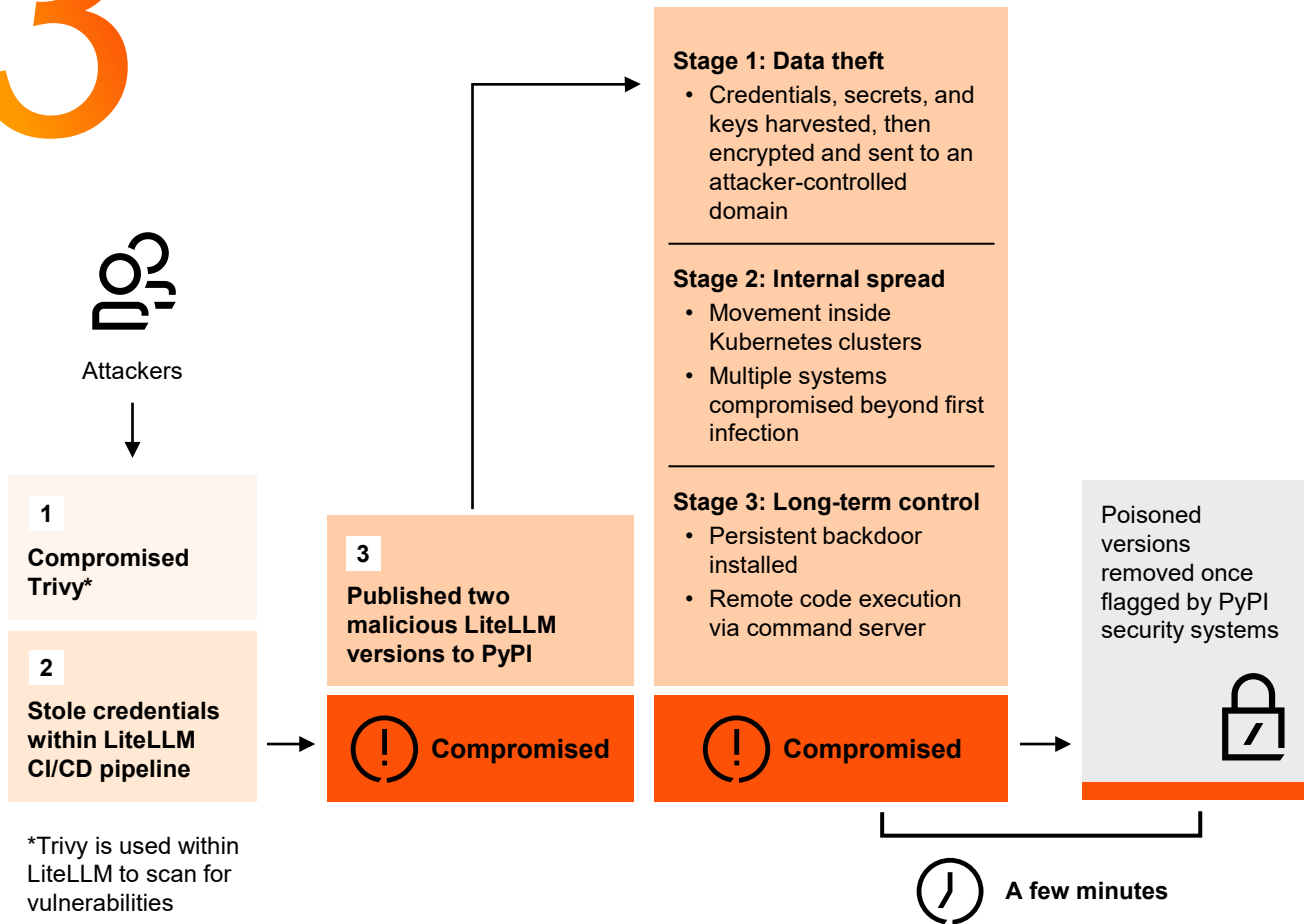 3
Attackers
1
Compromised
Trivy*
2
Stole credentials
within LiteLLM
CI/CD pipeline
*Trivy is used within
LiteLLM to scan for
vulnerabilities
3
Published two
malicious LiteLLM
versions to PyPI
Compromised
Stage 1: Data theft
• Credentials, secrets, and
keys harvested, then
encrypted and sent to an
attacker-controlled
domain
Stage 2: Internal spread
• Movement inside
Kubernetes clusters
• Multiple systems
compromised beyond first
infection
Stage 3: Long-term control
• Persistent backdoor
installed
• Remote code execution
via command server
Compromised
Poisoned
versions
removed once
flagged by PyPI
security systems
A few minutes